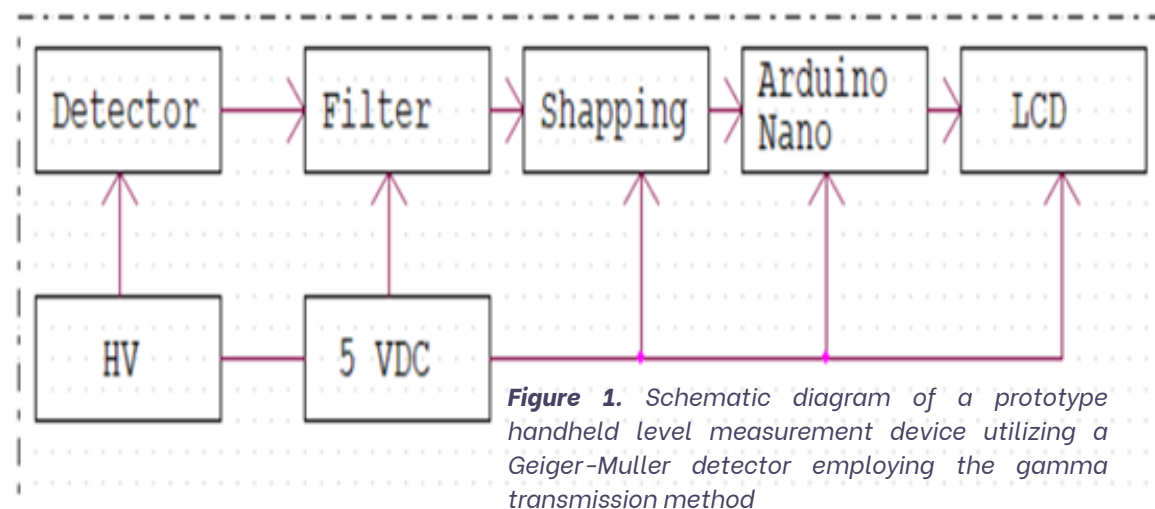 Detector
Filter
Shapping
Arduino
Nano
LCD
HV
5 VDC
Figure 1. Schematic diagram of a prototype
handheld level measurement device utilizing a
Geiger-Muller detector employing the gamma
transmission method